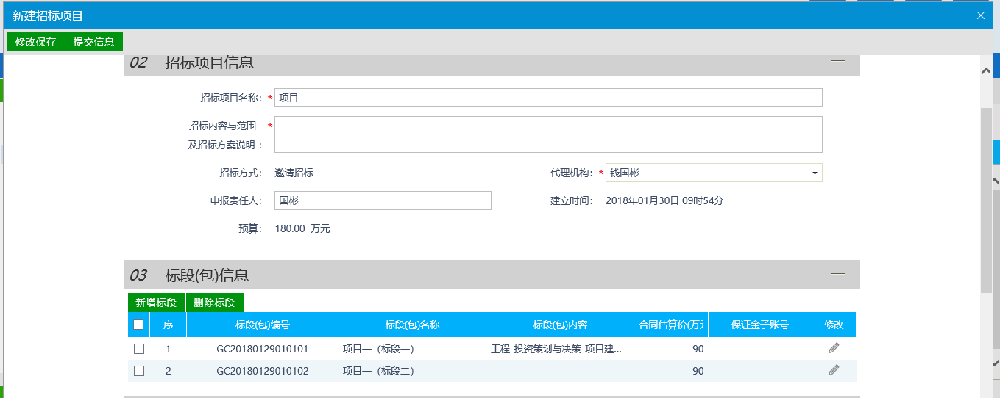 新建招标项目
修改保存 提交信息
02 招标项目信息
招标项目名称： * 项目一
招标内容与范围 *
及招标方案说明：
招标方式： 邀请招标 代理机构： * 钱国彬
申报责任人： 国彬 建立时间： 2018年01月30日 09时54分
预算： 180.00 万元
03 标段(包)信息
新增标段 删除标段
序 标段(包)编号 标段(包)名称 标段(包)内容 合同估算价(万 保证金子账号 修改
1 GC20180129010101 项目一（标段一） 工程-投资策划与决策-项目建... 90
2 GC20180129010102 项目一（标段二） 90